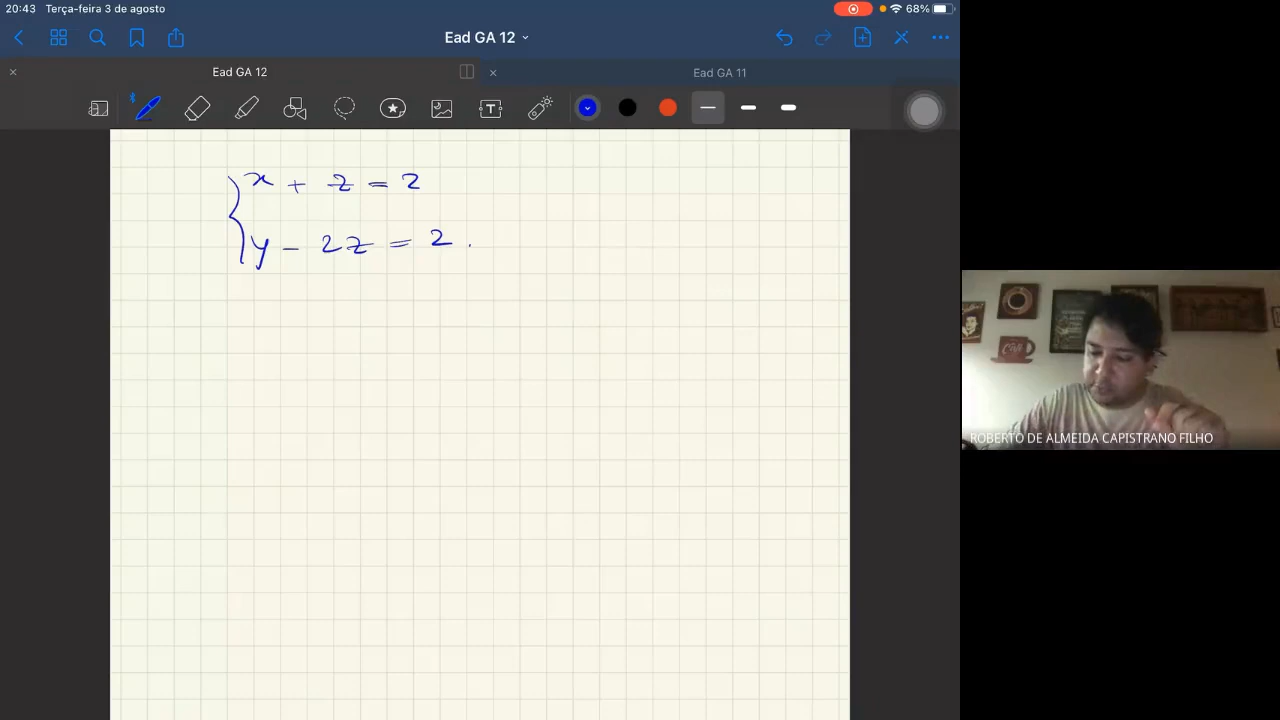 20:43 Terça-feira 3 de agosto 68%
Ead GA 12
Ead GA 12 Ead GA 11
x + z = 2
y - 2z = 2.
ROBERTO DE ALMEIDA CAPISTRANO FILHO